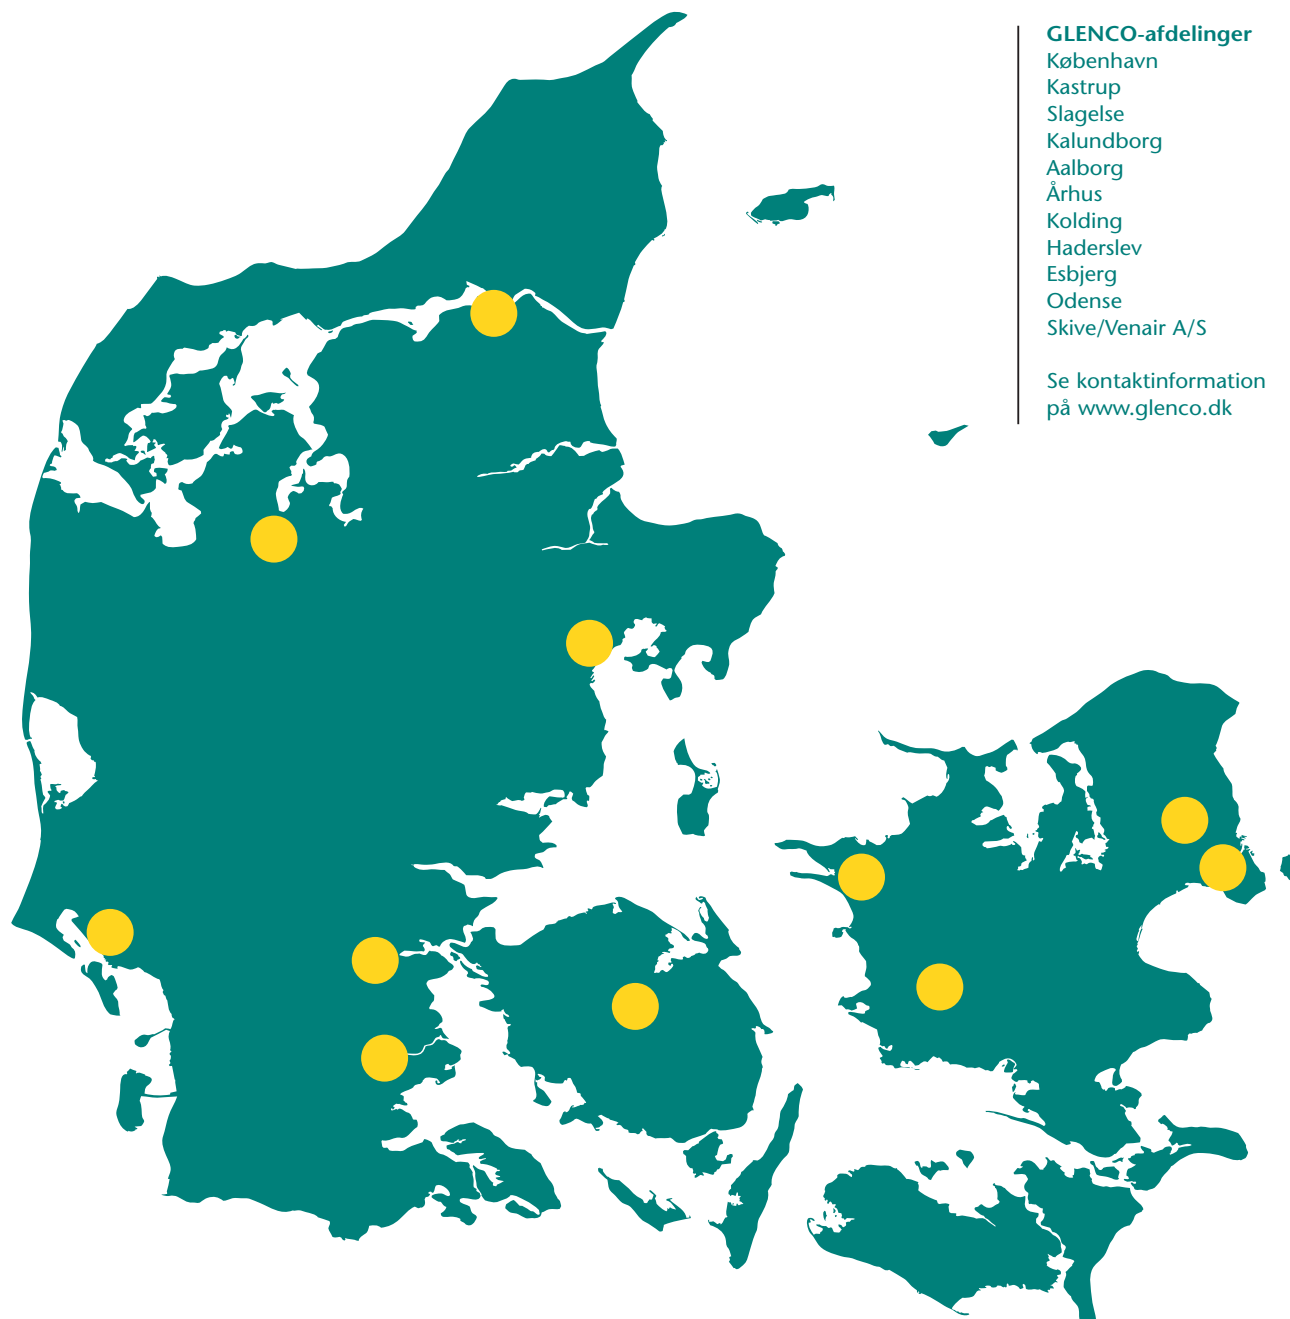 GLENCO-afdelinger
København
Kastrup
Slagelse
Kalundborg
Aalborg
Århus
Kolding
Haderslev
Esbjerg
Odense
Skive/Venair A/S
Se kontaktinformation
på www.glenco.dk